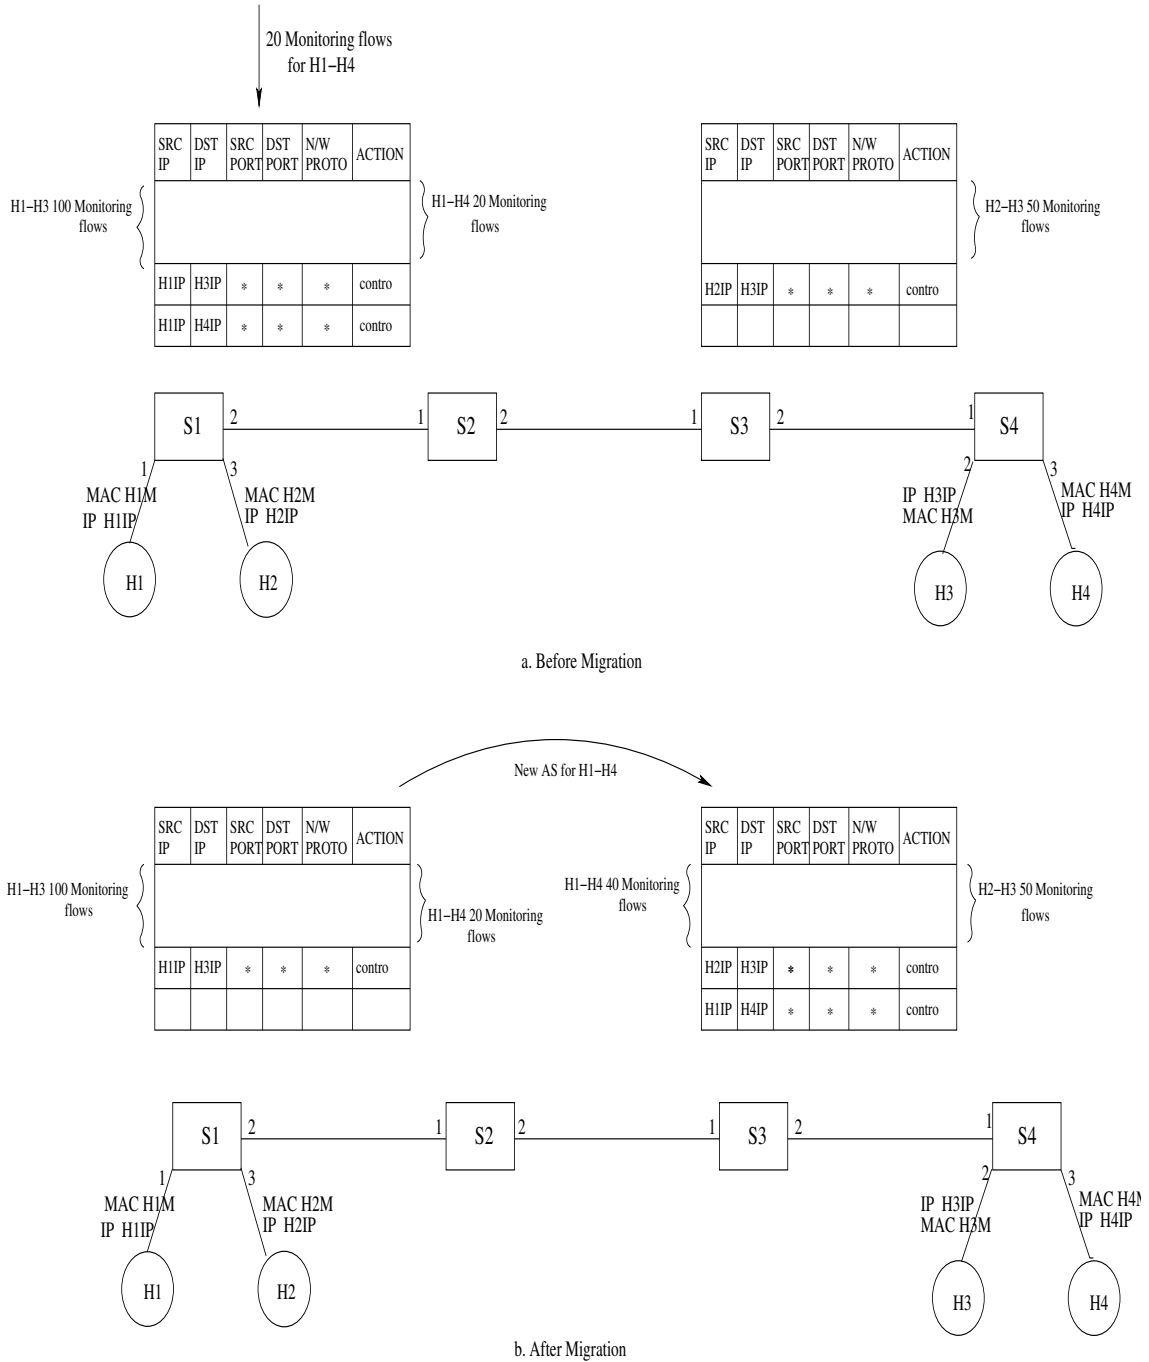 20 Monitoring flows
for H1−H4
SRC IP DST IP SRC PORT DST PORT N/W PROTO ACTION
H1−H3 100 Monitoring
flows
H1−H4 20 Monitoring
flows
H1IP H3IP * * * contro
H1IP H4IP * * * contro
SRC IP DST IP SRC PORT DST PORT N/W PROTO ACTION
H2−H3 50 Monitoring
flows
H2IP H3IP * * * contro
S1 2 1 S2 2 1 S3 2 1 S4
1 3 2 3
MAC H1M
IP H1IP
MAC H2M
IP H2IP
IP H3IP
MAC H3M
MAC H4M
IP H4IP
H1 H2 H3 H4
a. Before Migration
New AS for H1−H4
SRC IP DST IP SRC PORT DST PORT N/W PROTO ACTION
H1−H3 100 Monitoring
flows
H1−H4 20 Monitoring
flows
H1IP H3IP * * * contro
SRC IP DST IP SRC PORT DST PORT N/W PROTO ACTION
H1−H4 40 Monitoring
flows
H2−H3 50 Monitoring
flows
H2IP H3IP * * * contro
H1IP H4IP * * * contro
S1 2 1 S2 2 1 S3 2 1 S4
1 3 2 3
MAC H1M
IP H1IP
MAC H2M
IP H2IP
IP H3IP
MAC H3M
MAC H4M
IP H4IP
H1 H2 H3 H4
b. After Migration